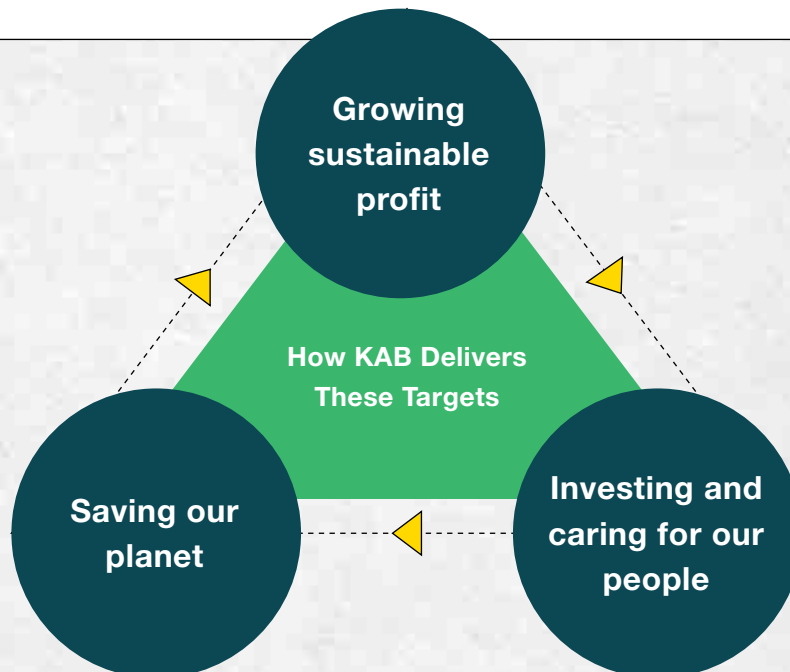 Growing
sustainable
profit
How KAB Delivers
These Targets
Saving our
planet
Investing and
caring for our
people